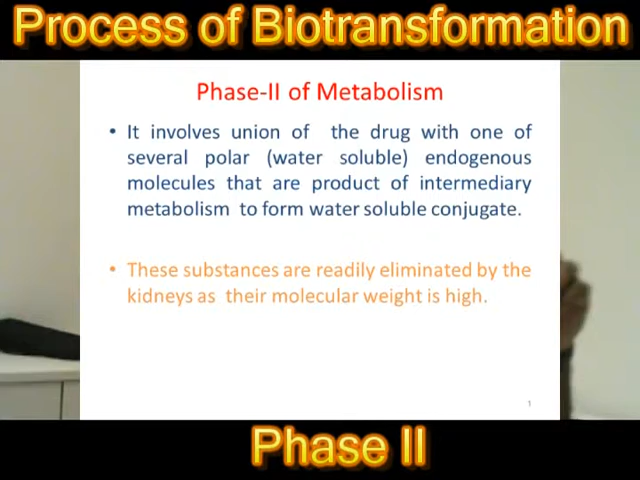 Process of Biotransformation
Phase-II of Metabolism
• It involves union of the drug with one of
several polar (water soluble) endogenous
molecules that are product of intermediary
metabolism to form water soluble conjugate.
• These substances are readily eliminated by the
kidneys as their molecular weight is high.
1
Phase II